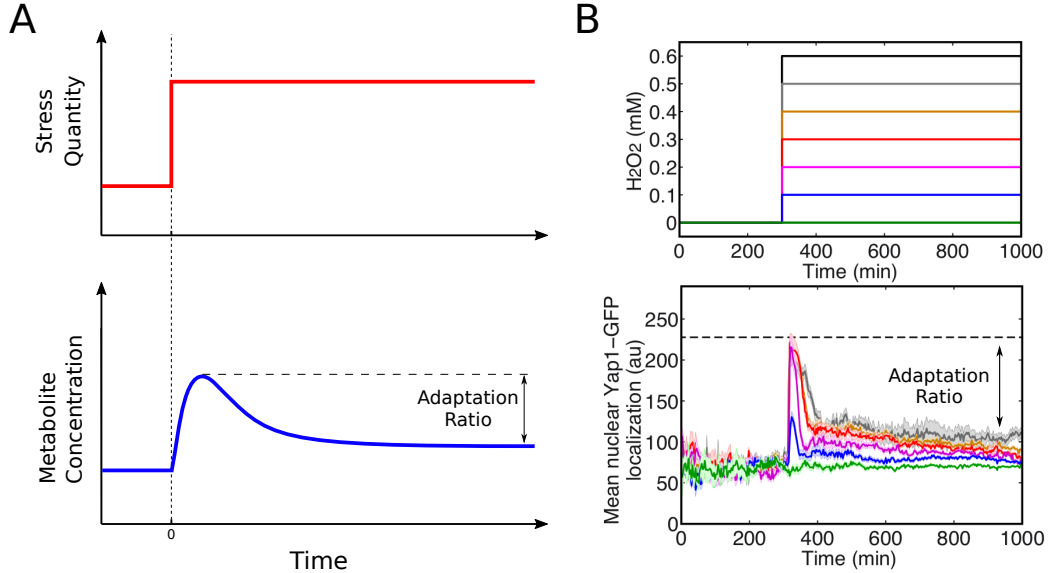 A
Stress
Quantity
Metabolite
Concentration
Adaptation
Ratio
0
Time
B
H2O2 (mM)
0.6
0.5
0.4
0.3
0.2
0.1
0
0 200 400 600 800 1000
Time (min)
Mean nuclear Yap1−GFP
localization (au)
250
200
150
100
50
0
Adaptation
Ratio
0 200 400 600 800 1000
Time (min)